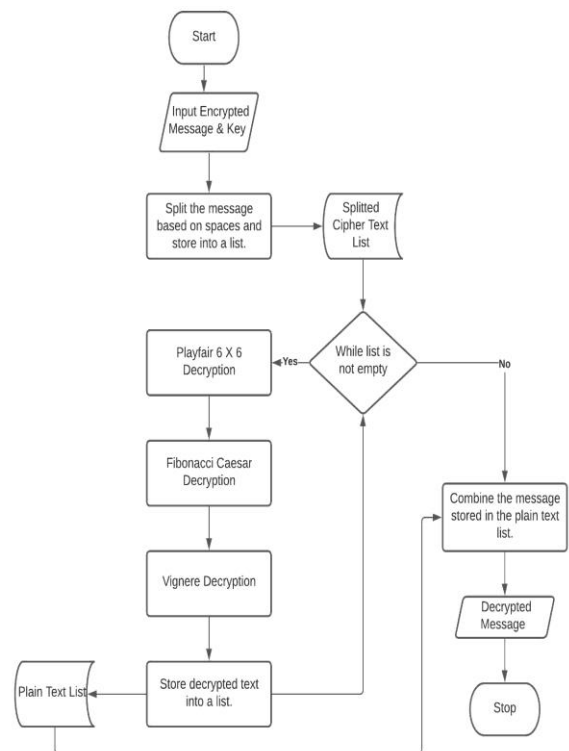 Start
Input Encrypted
Message & Key
Split the message
based on spaces and
store into a list.
Splitted
Cipher Text
List
While list is
not empty
Yes
No
Playfair 6 X 6
Decryption
Fibonacci Caesar
Decryption
Vignere Decryption
Store decrypted text
into a list.
Plain Text List
Combine the message
stored in the plain text
list.
Decrypted
Message
Stop